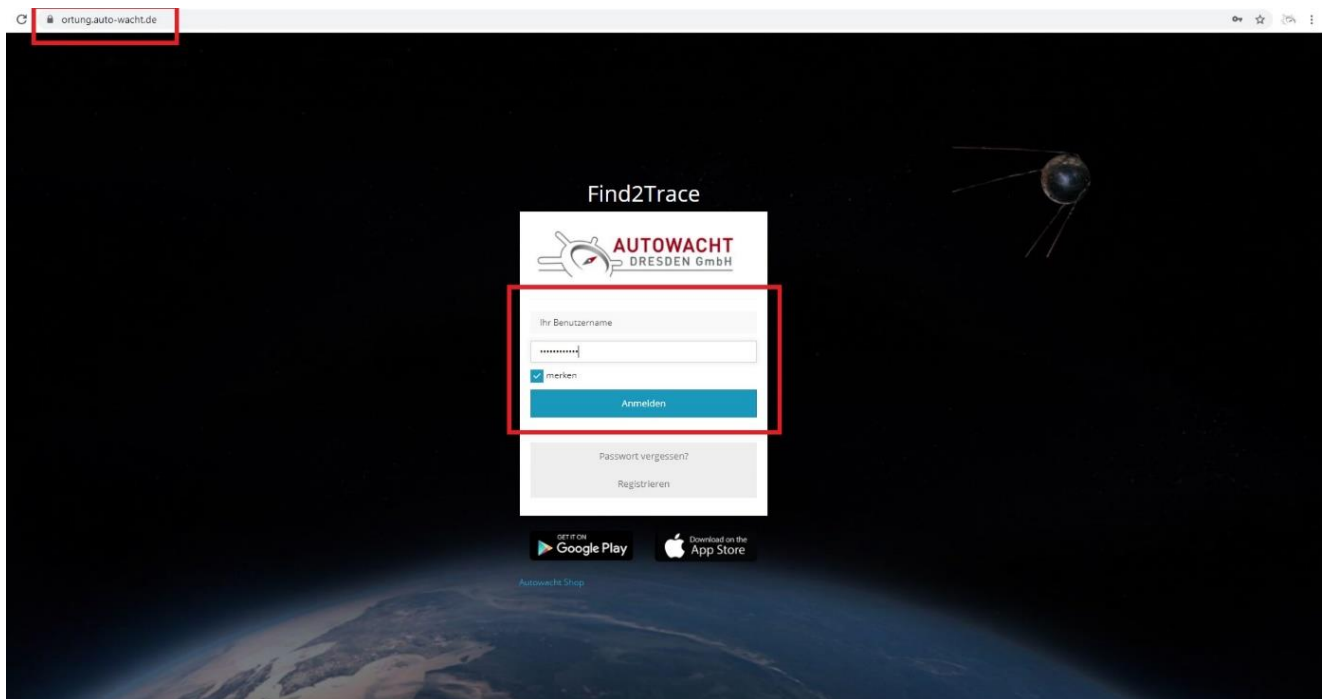 ortung.auto-wacht.de
Find2Trace
AUTOWACHT
DRESDEN GmbH
Ihr Benutzername
••••••••••••
merken
Anmelden
Passwort vergessen?
Registrieren
GET IT ON
Google Play
Download on the
App Store
Autowacht Shop